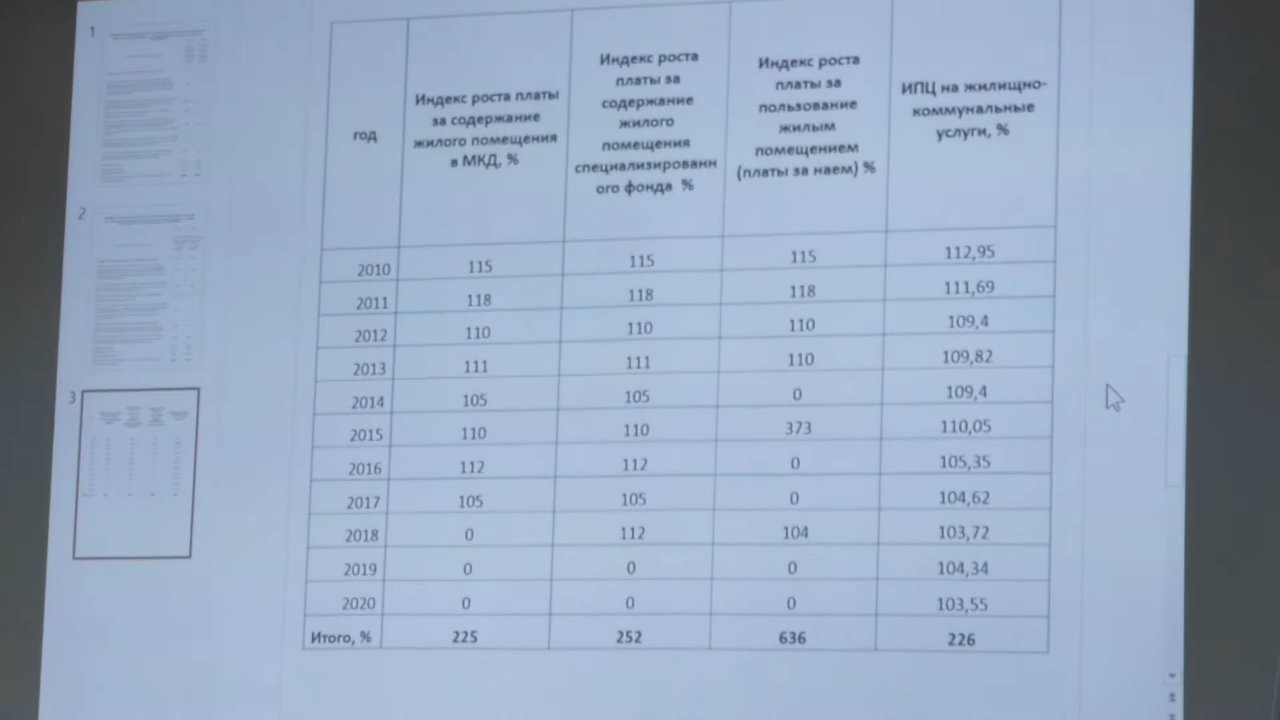 1
2
3
год
Индекс роста платы
за содержание
жилого помещения
в МКД, %
Индекс роста
платы за
содержание
жилого
помещения
специализированн
ого фонда %
Индекс роста
платы за
пользование
жилым
помещением
(платы за наем) %
ИПЦ на жилищно-
коммунальные
услуги, %
2010 115 115 115 112,95
2011 118 118 118 111,69
2012 110 110 110 109,4
2013 111 111 110 109,82
2014 105 105 0 109,4
2015 110 110 373 110,05
2016 112 112 0 105,35
2017 105 105 0 104,62
2018 0 112 104 103,72
2019 0 0 0 104,34
2020 0 0 0 103,55
Итого, % 225 252 636 226